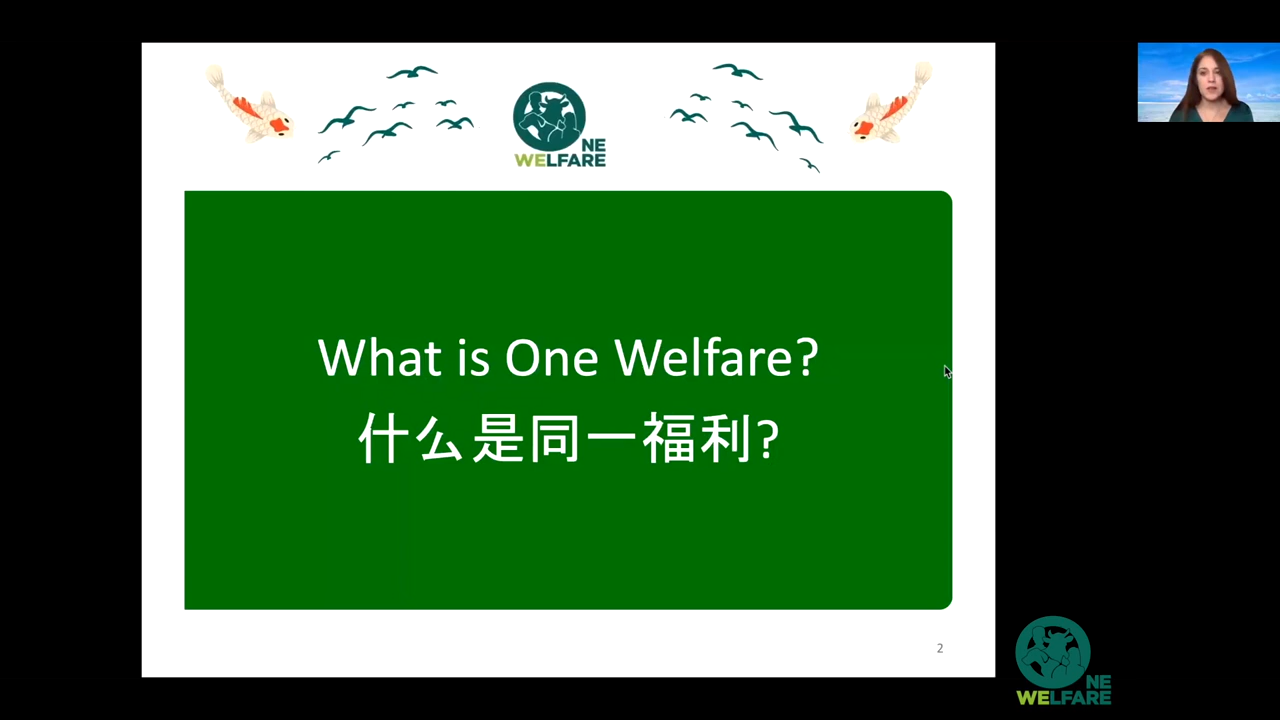 ONE
WELFARE
What is One Welfare?
什么是同一福利?
2
ONE
WELFARE